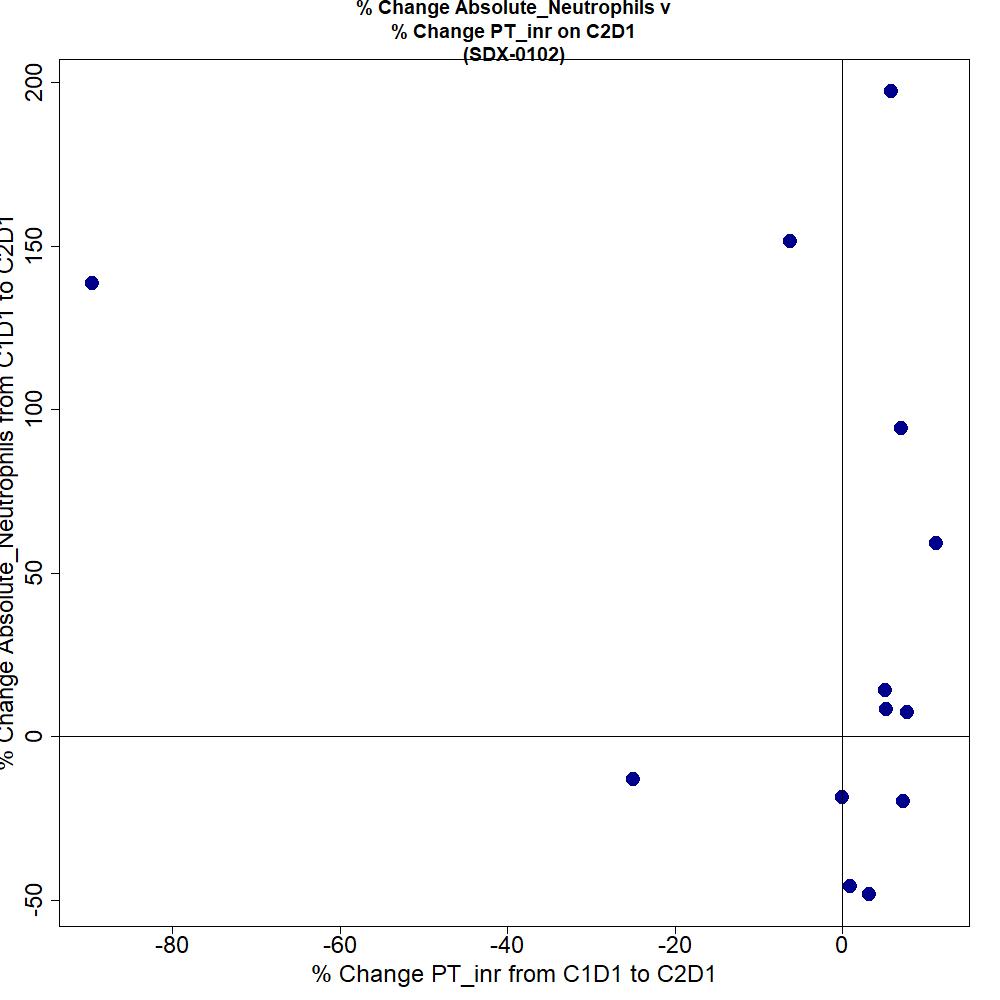 % Change Absolute_Neutrophils v
% Change PT_inr on C2D1
(SDX-0102)
% Change Absolute_Neutrophils from C1D1 to C2D1
200
150
100
50
0
-50
-80
-60
-40
-20
0
% Change PT_inr from C1D1 to C2D1